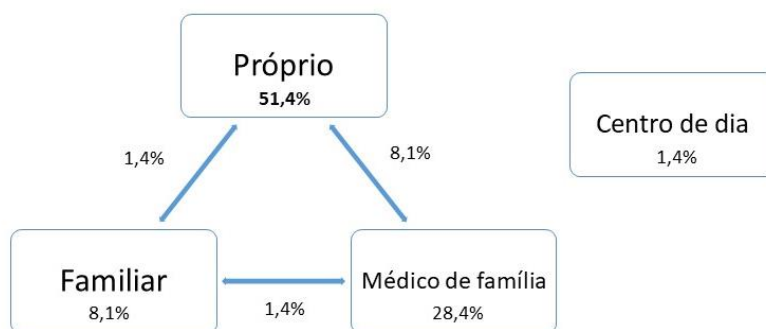 Próprio
51,4%
Centro de dia
1,4%
1,4%
8,1%
Familiar
8,1%
1,4%
Médico de família
28,4%